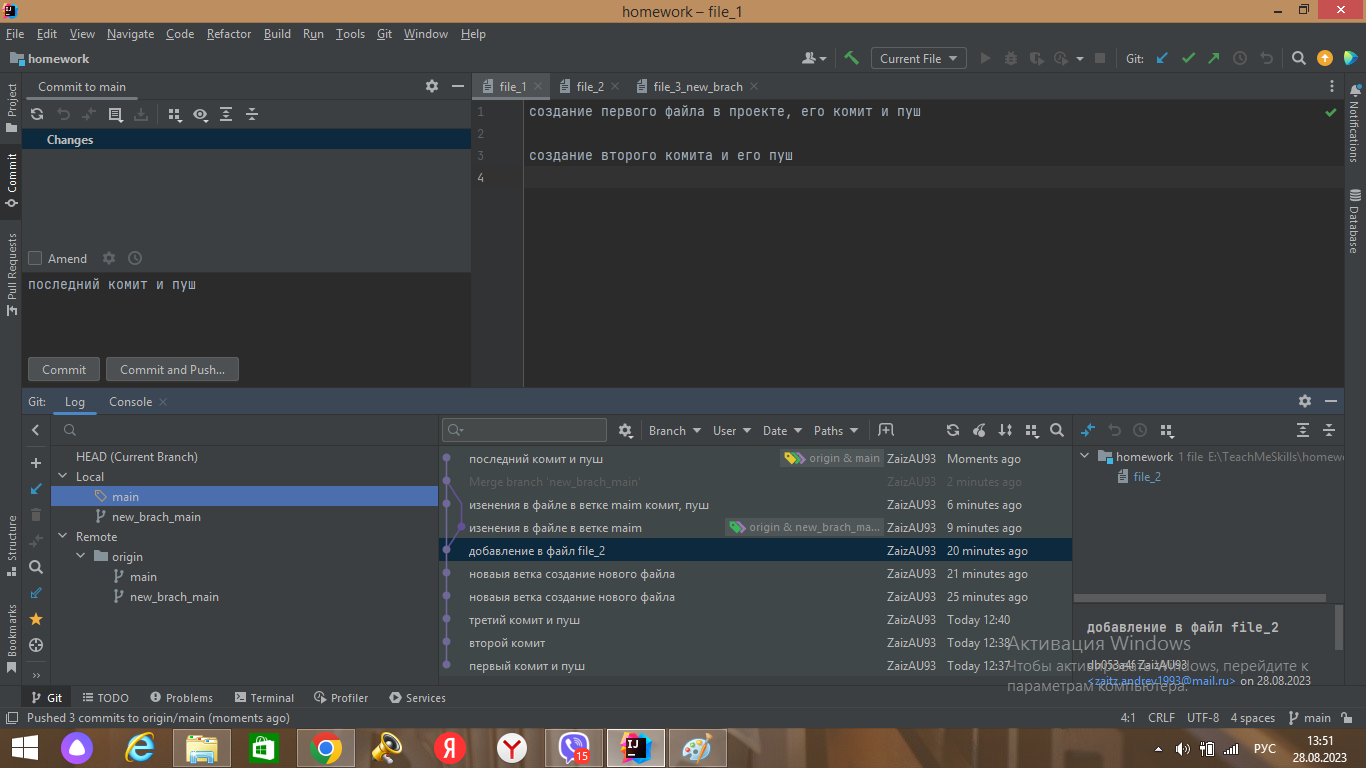 homework – file_1
File Edit View Navigate Code Refactor Build Run Tools Git Window Help
homework
Current File
Git:
Commit to main
file_1
file_2
file_3_new_brach
Project
Commit
Pull Requests
Structure
Bookmarks
Notifications
Database
Changes
1 создание первого файла в проекте, его комит и пуш
2
3 создание второго комита и его пуш
4
Amend
последний комит и пуш
Commit
Commit and Push...
Git: Log Console
Branch User Date Paths
HEAD (Current Branch)
Local
main
new_brach_main
Remote
origin
main
new_brach_main
последний комит и пуш origin & main ZaizAU93 Moments ago
Merge branch 'new_brach_main' ZaizAU93 2 minutes ago
изенения в файле в ветке maim комит, пуш ZaizAU93 6 minutes ago
изенения в файле в ветке maim origin & new_brach_ma... ZaizAU93 9 minutes ago
добавление в файл file_2 ZaizAU93 20 minutes ago
новаыя ветка создание нового файла ZaizAU93 21 minutes ago
новаыя ветка создание нового файла ZaizAU93 25 minutes ago
третий комит и пуш ZaizAU93 Today 12:40
второй комит ZaizAU93 Today 12:38
первый комит и пуш ZaizAU93 Today 12:37
homework 1 file E:\TeachMeSkills\homew
file_2
добавление в файл file_2
Активация Windows
db053a4f ZaizAU93
Чтобы активировать Windows, перейдите к
<zaitz.andrey1993@mail.ru> on 28.08.2023
параметрам компьютера.
Git TODO Problems Terminal Profiler Services
Pushed 3 commits to origin/main (moments ago)
4:1 CRLF UTF-8 4 spaces main
15
РУС
13:51
28.08.2023